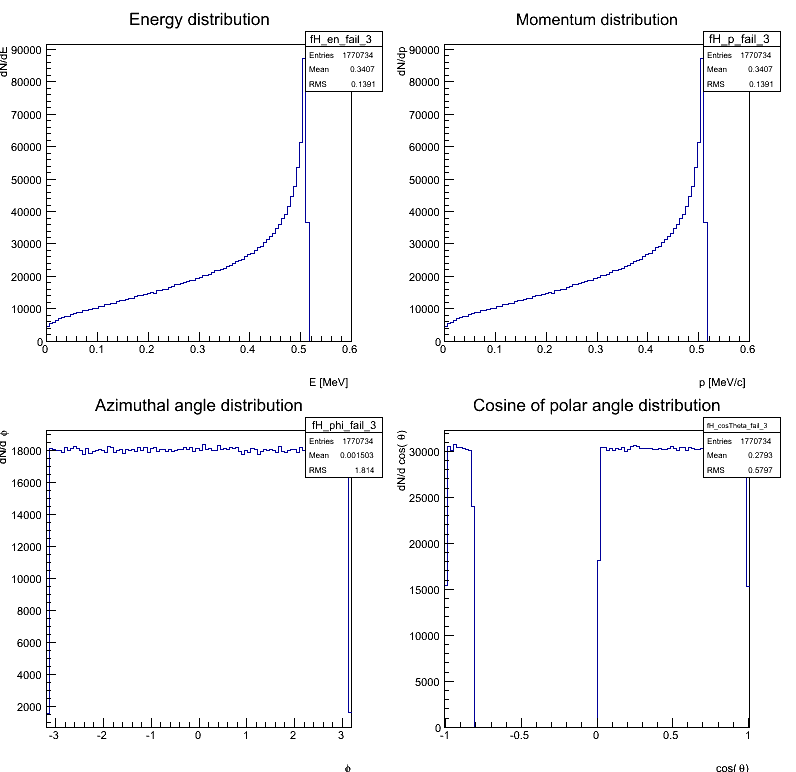 Energy distribution
dN/dE
fH_en_fail_3
Entries 1770734
Mean 0.3407
RMS 0.1391
90000
80000
70000
60000
50000
40000
30000
20000
10000
0
0 0.1 0.2 0.3 0.4 0.5 0.6
E [MeV]
Momentum distribution
dN/dp
fH_p_fail_3
Entries 1770734
Mean 0.3407
RMS 0.1391
90000
80000
70000
60000
50000
40000
30000
20000
10000
0
0 0.1 0.2 0.3 0.4 0.5 0.6
p [MeV/c]
Azimuthal angle distribution
dN/d ϕ
fH_phi_fail_3
Entries 1770734
Mean 0.001503
RMS 1.814
18000
16000
14000
12000
10000
8000
6000
4000
2000
-3 -2 -1 0 1 2 3
ϕ
Cosine of polar angle distribution
dN/d cos( θ)
fH_cosTheta_fail_3
Entries 1770734
Mean 0.2793
RMS 0.5797
30000
25000
20000
15000
10000
5000
0
-1 -0.5 0 0.5 1
cos( θ)